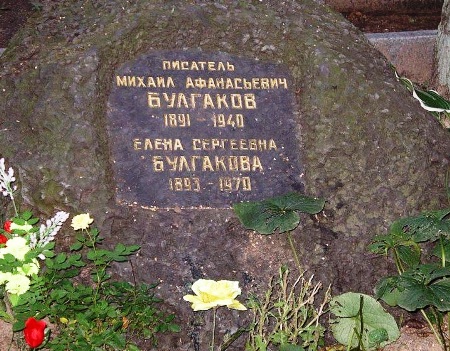 ПИСАТЕЛЬ
МИХАИЛ АФАНАСЬЕВИЧ
БУЛГАКОВ
1891 - 1940
ЕЛЕНА СЕРГЕЕВНА
БУЛГАКОВА
1893 - 1970